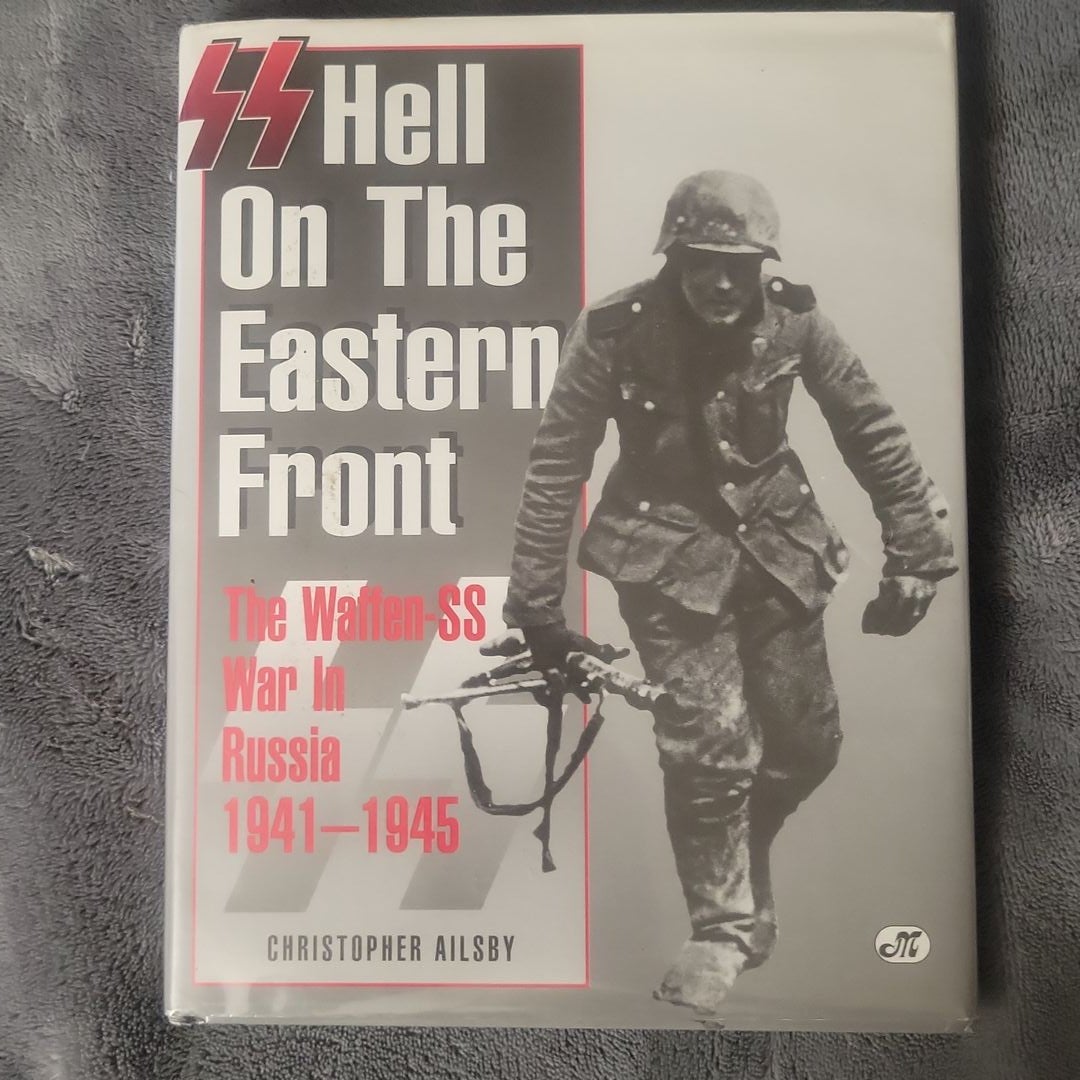 SS Hell
On The
Eastern
Front
The Waffen-SS
War In
Russia
1941–1945
CHRISTOPHER AILSBY
M